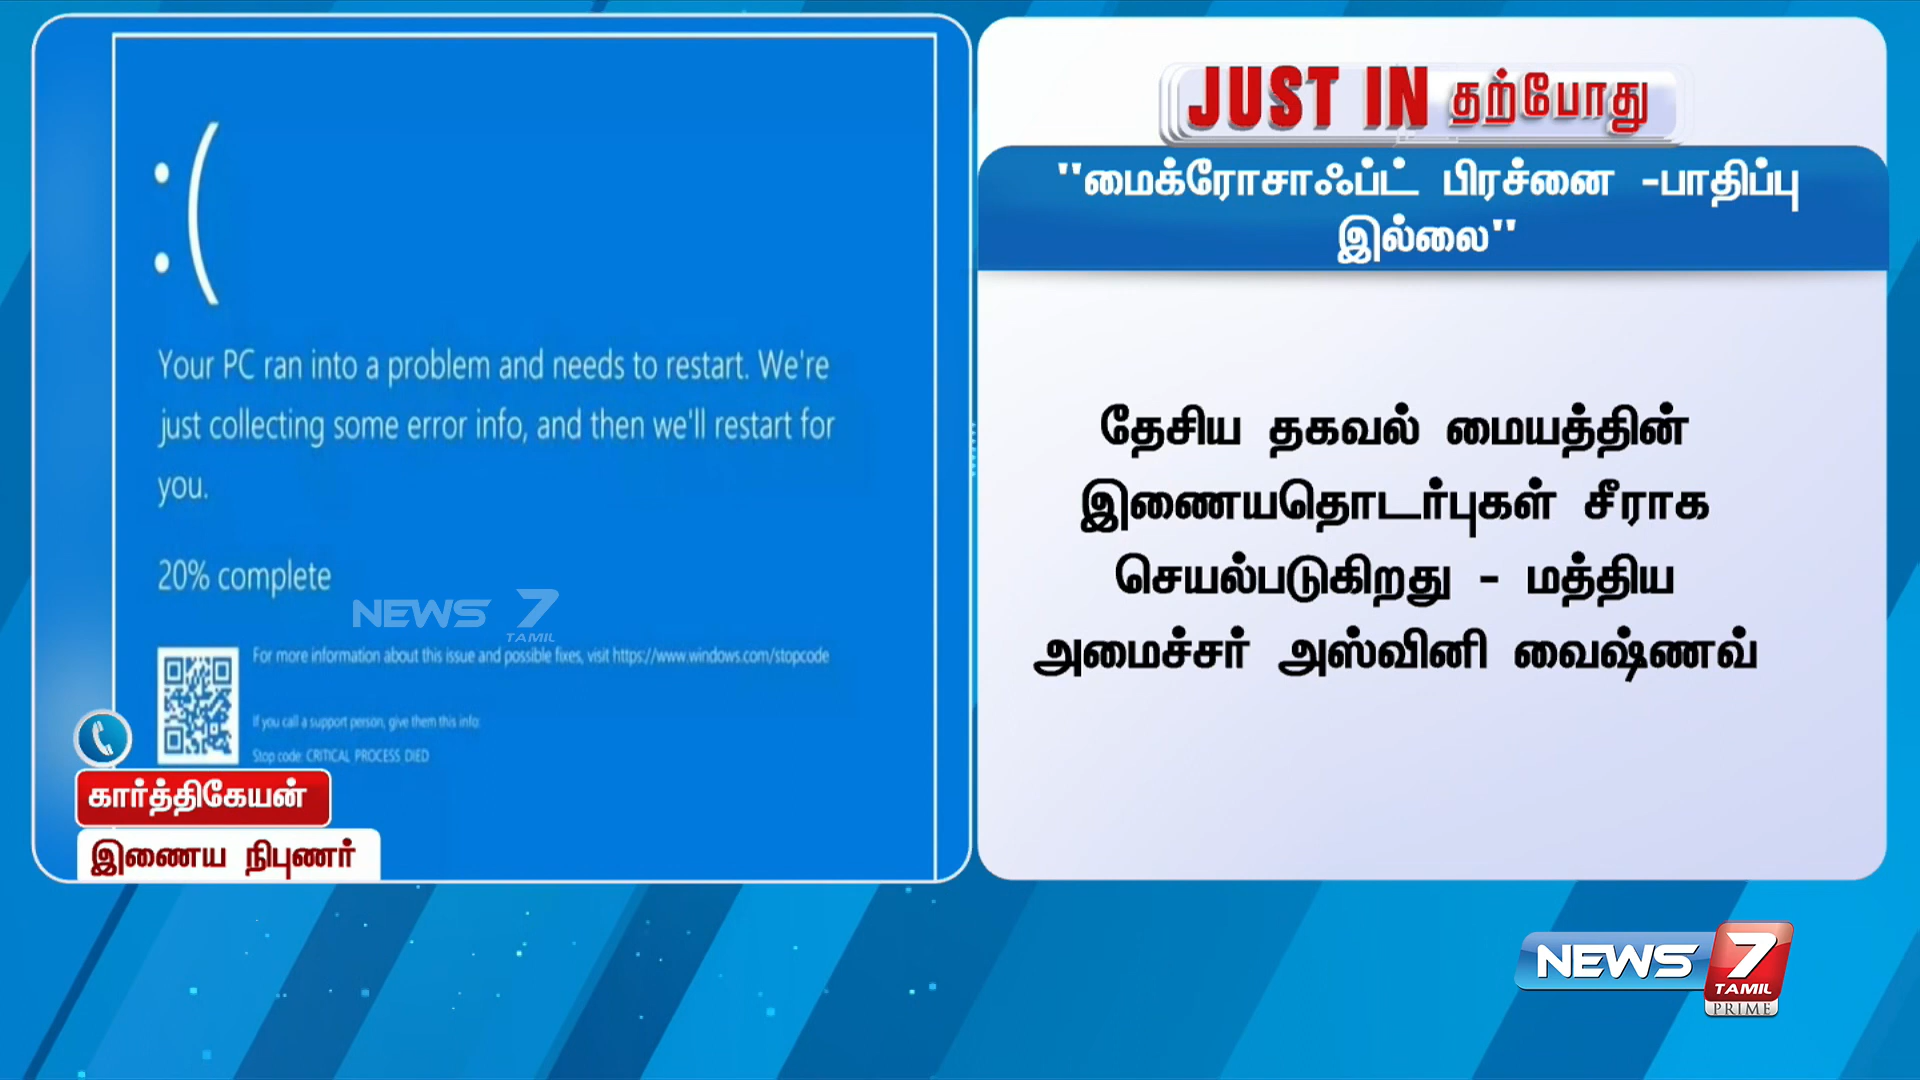 :(
Your PC ran into a problem and needs to restart. We're
just collecting some error info, and then we'll restart for
you.
20% complete
NEWS 7
TAMIL
For more information about this issue and possible fixes, visit https://www.windows.com/stopcode
If you call a support person, give them this info:
Stop code: CRITICAL PROCESS DIED
கார்த்திகேயன்
இணைய நிபுணர்
JUST IN தற்போது
"மைக்ரோசாஃப்ட் பிரச்னை -பாதிப்பு
இல்லை"
தேசிய தகவல் மையத்தின்
இணையதொடர்புகள் சீராக
செயல்படுகிறது - மத்திய
அமைச்சர் அஸ்வினி வைஷ்ணவ்
NEWS 7
TAMIL
PRIME